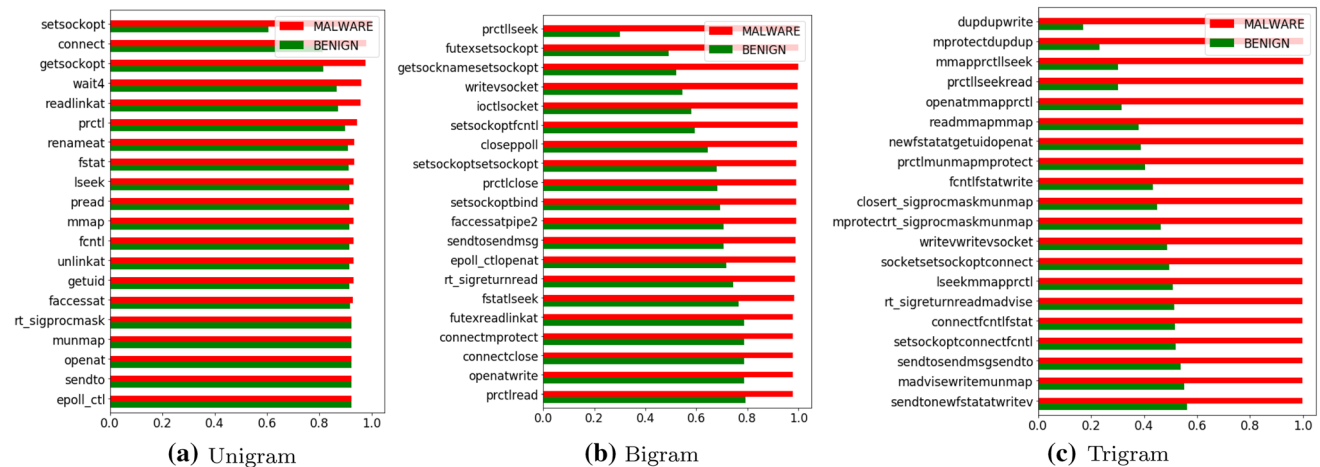 setsockopt
connect
getsockopt
wait4
readlinkat
prctl
renameat
fstat
lseek
pread
mmap
fcntl
unlinkat
getuid
faccessat
rt_sigprocmask
munmap
openat
sendto
epoll_ctl
MALWARE
BENIGN
0.0 0.2 0.4 0.6 0.8 1.0
(a) Unigram
prctllseek
futexsetsockopt
getsocknamesetsockopt
writevsocket
ioctlsocket
setsockoptfcntl
closeppoll
setsockoptsetsockopt
prctlclose
setsockoptbind
faccessatpipe2
sendtosendmsg
epoll_ctlopenat
rt_sigreturnread
fstatlseek
futexreadlinkat
connectmprotect
connectclose
openatwrite
prctlread
MALWARE
BENIGN
0.0 0.2 0.4 0.6 0.8 1.0
(b) Bigram
dupdupwrite
mprotectdupdup
mmapprctllseek
prctllseekread
openatmmapprctl
readmmapmmap
newfstatatgetuidopenat
prctlmunmapmprotect
fcntlfstatwrite
closert_sigprocmaskmunmap
mprotectrt_sigprocmaskmunmap
writevwritevsocket
socketsetsockoptconnect
lseekmmapprctl
rt_sigreturnreadmadvise
connectfcntlfstat
setsockoptconnectfcntl
sendtosendmsgsendto
madvisewritemunmap
sendtonewfstatatwritev
MALWARE
BENIGN
0.0 0.2 0.4 0.6 0.8 1.0
(c) Trigram